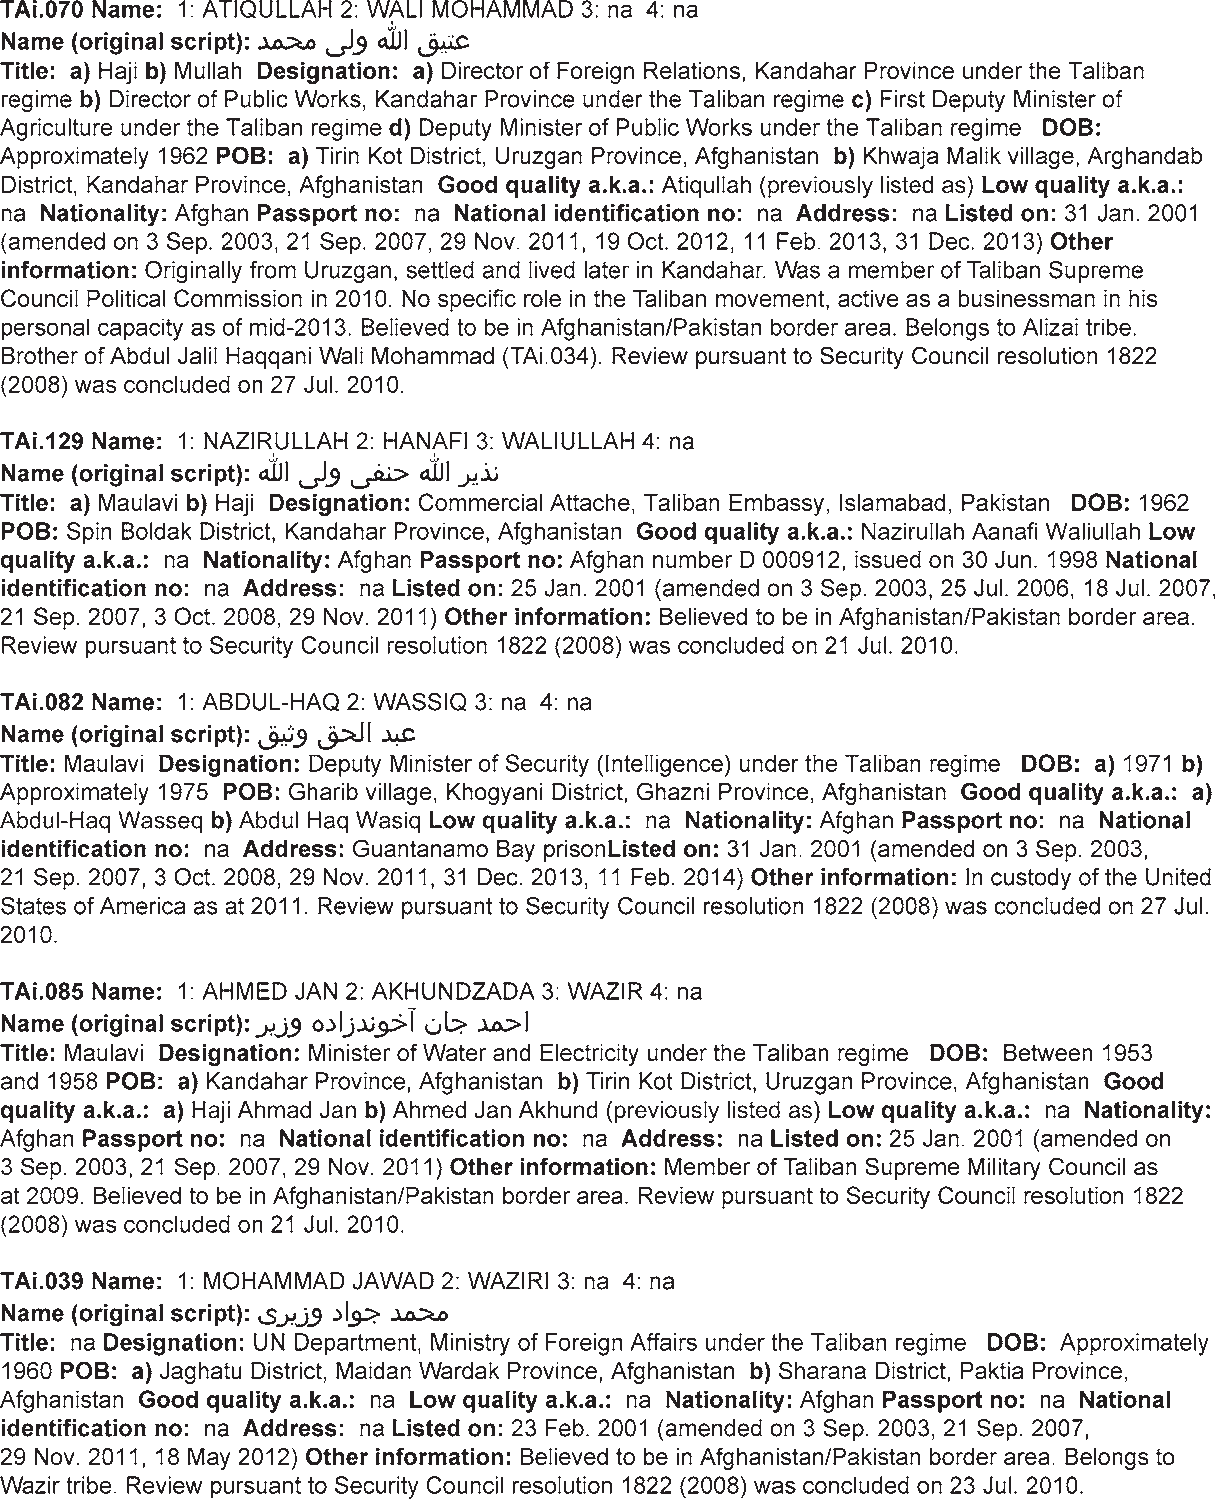 TAi.070 Name: 1: ATIQULLAH 2: WALI MOHAMMAD 3: na 4: na
Name (original script): عتيق الله ولی محمد
Title: a) Haji b) Mullah Designation: a) Director of Foreign Relations, Kandahar Province under the Taliban
regime b) Director of Public Works, Kandahar Province under the Taliban regime c) First Deputy Minister of
Agriculture under the Taliban regime d) Deputy Minister of Public Works under the Taliban regime DOB:
Approximately 1962 POB: a) Tirin Kot District, Uruzgan Province, Afghanistan b) Khwaja Malik village, Arghandab
District, Kandahar Province, Afghanistan Good quality a.k.a.: Atiqullah (previously listed as) Low quality a.k.a.:
na Nationality: Afghan Passport no: na National identification no: na Address: na Listed on: 31 Jan. 2001
(amended on 3 Sep. 2003, 21 Sep. 2007, 29 Nov. 2011, 19 Oct. 2012, 11 Feb. 2013, 31 Dec. 2013) Other
information: Originally from Uruzgan, settled and lived later in Kandahar. Was a member of Taliban Supreme
Council Political Commission in 2010. No specific role in the Taliban movement, active as a businessman in his
personal capacity as of mid-2013. Believed to be in Afghanistan/Pakistan border area. Belongs to Alizai tribe.
Brother of Abdul Jalil Haqqani Wali Mohammad (TAi.034). Review pursuant to Security Council resolution 1822
(2008) was concluded on 27 Jul. 2010.
TAi.129 Name: 1: NAZIRULLAH 2: HANAFI 3: WALIULLAH 4: na
Name (original script): نذير الله حنفی ولی الله
Title: a) Maulavi b) Haji Designation: Commercial Attache, Taliban Embassy, Islamabad, Pakistan DOB: 1962
POB: Spin Boldak District, Kandahar Province, Afghanistan Good quality a.k.a.: Nazirullah Aanafi Waliullah Low
quality a.k.a.: na Nationality: Afghan Passport no: Afghan number D 000912, issued on 30 Jun. 1998 National
identification no: na Address: na Listed on: 25 Jan. 2001 (amended on 3 Sep. 2003, 25 Jul. 2006, 18 Jul. 2007,
21 Sep. 2007, 3 Oct. 2008, 29 Nov. 2011) Other information: Believed to be in Afghanistan/Pakistan border area.
Review pursuant to Security Council resolution 1822 (2008) was concluded on 21 Jul. 2010.
TAi.082 Name: 1: ABDUL-HAQ 2: WASSIQ 3: na 4: na
Name (original script): عبد الحق وثيق
Title: Maulavi Designation: Deputy Minister of Security (Intelligence) under the Taliban regime DOB: a) 1971 b)
Approximately 1975 POB: Gharib village, Khogyani District, Ghazni Province, Afghanistan Good quality a.k.a.: a)
Abdul-Haq Wasseq b) Abdul Haq Wasiq Low quality a.k.a.: na Nationality: Afghan Passport no: na National
identification no: na Address: Guantanamo Bay prisonListed on: 31 Jan. 2001 (amended on 3 Sep. 2003,
21 Sep. 2007, 3 Oct. 2008, 29 Nov. 2011, 31 Dec. 2013, 11 Feb. 2014) Other information: In custody of the United
States of America as at 2011. Review pursuant to Security Council resolution 1822 (2008) was concluded on 27 Jul.
2010.
TAi.085 Name: 1: AHMED JAN 2: AKHUNDZADA 3: WAZIR 4: na
Name (original script): احمد جان آخوندزاده وزير
Title: Maulavi Designation: Minister of Water and Electricity under the Taliban regime DOB: Between 1953
and 1958 POB: a) Kandahar Province, Afghanistan b) Tirin Kot District, Uruzgan Province, Afghanistan Good
quality a.k.a.: a) Haji Ahmad Jan b) Ahmed Jan Akhund (previously listed as) Low quality a.k.a.: na Nationality:
Afghan Passport no: na National identification no: na Address: na Listed on: 25 Jan. 2001 (amended on
3 Sep. 2003, 21 Sep. 2007, 29 Nov. 2011) Other information: Member of Taliban Supreme Military Council as
at 2009. Believed to be in Afghanistan/Pakistan border area. Review pursuant to Security Council resolution 1822
(2008) was concluded on 21 Jul. 2010.
TAi.039 Name: 1: MOHAMMAD JAWAD 2: WAZIRI 3: na 4: na
Name (original script): محمد جواد وزيری
Title: na Designation: UN Department, Ministry of Foreign Affairs under the Taliban regime DOB: Approximately
1960 POB: a) Jaghatu District, Maidan Wardak Province, Afghanistan b) Sharana District, Paktia Province,
Afghanistan Good quality a.k.a.: na Low quality a.k.a.: na Nationality: Afghan Passport no: na National
identification no: na Address: na Listed on: 23 Feb. 2001 (amended on 3 Sep. 2003, 21 Sep. 2007,
29 Nov. 2011, 18 May 2012) Other information: Believed to be in Afghanistan/Pakistan border area. Belongs to
Wazir tribe. Review pursuant to Security Council resolution 1822 (2008) was concluded on 23 Jul. 2010.